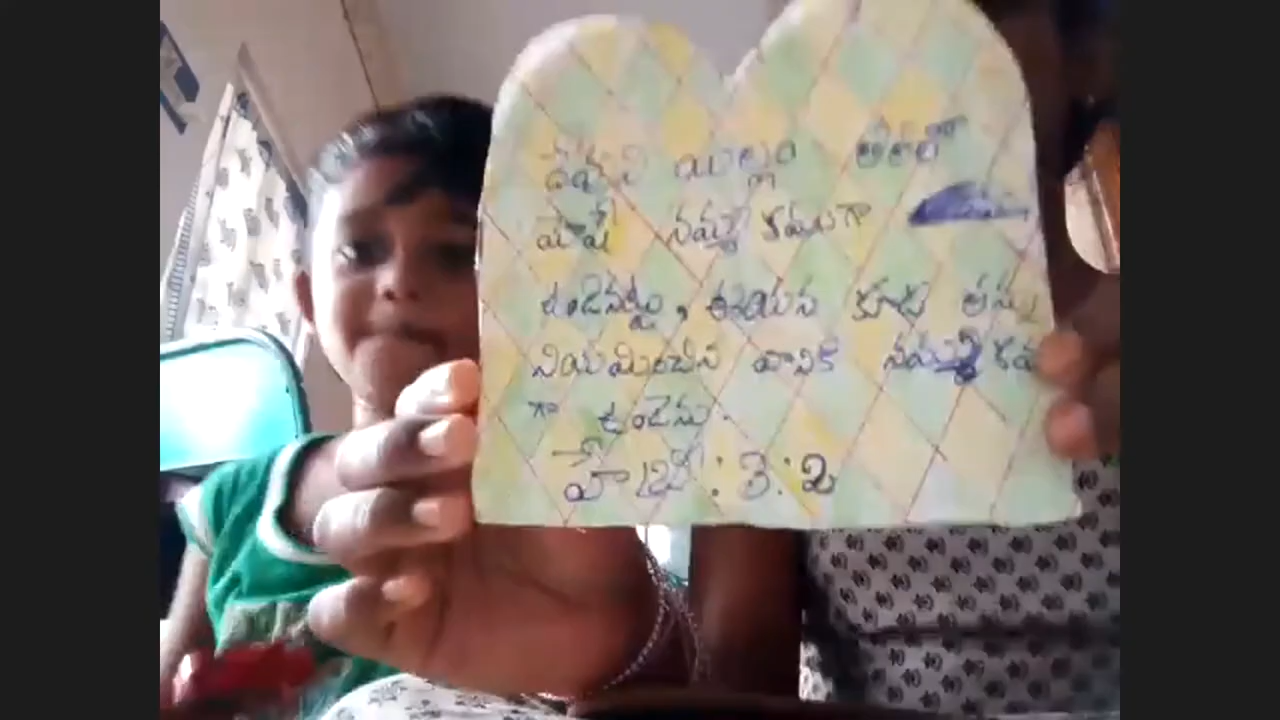 దేవుని యిల్లం తటిలో
మోషే నమ్మకముగా
ఉండినట్టు, ఈయన కూడ తన్ను
నియమించిన వానికి నమ్మకము
గా ఉండెను.
హెబ్రీ : 3 : 2